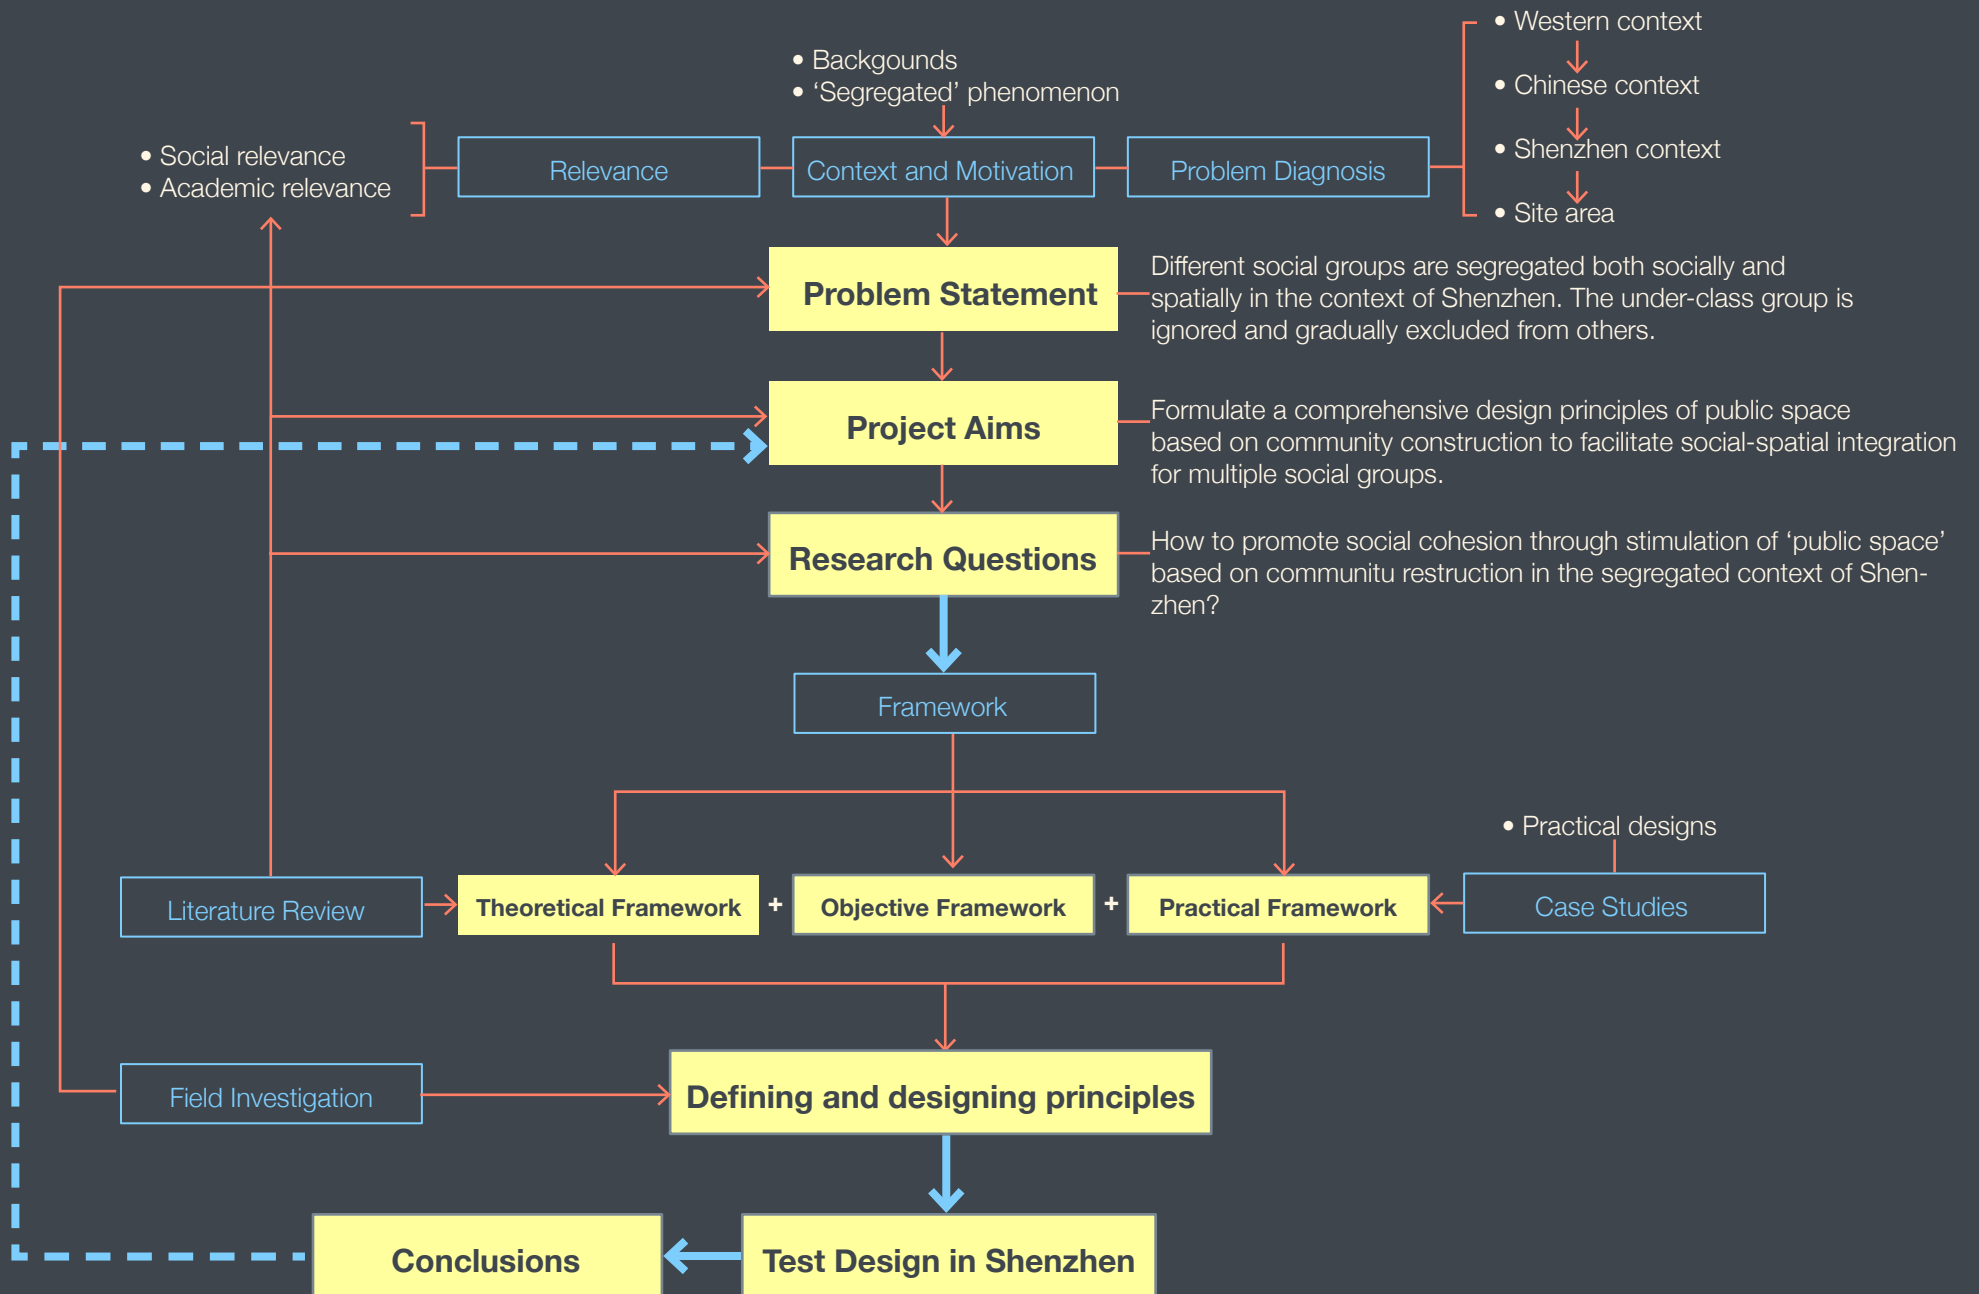 • Western context
• Chinese context
• Shenzhen context
• Site area
• Backgounds
• ‘Segregated’ phenomenon
• Social relevance
• Academic relevance
Relevance
Context and Motivation
Problem Diagnosis
Problem Statement
Different social groups are segregated both socially and
spatially in the context of Shenzhen. The under-class group is
ignored and gradually excluded from others.
Project Aims
Formulate a comprehensive design principles of public space
based on community construction to facilitate social-spatial integration
for multiple social groups.
Research Questions
How to promote social cohesion through stimulation of ‘public space’
based on communitu restruction in the segregated context of Shen-
zhen?
Framework
• Practical designs
Literature Review
Theoretical Framework
+
Objective Framework
+
Practical Framework
Case Studies
Field Investigation
Defining and designing principles
Conclusions
Test Design in Shenzhen